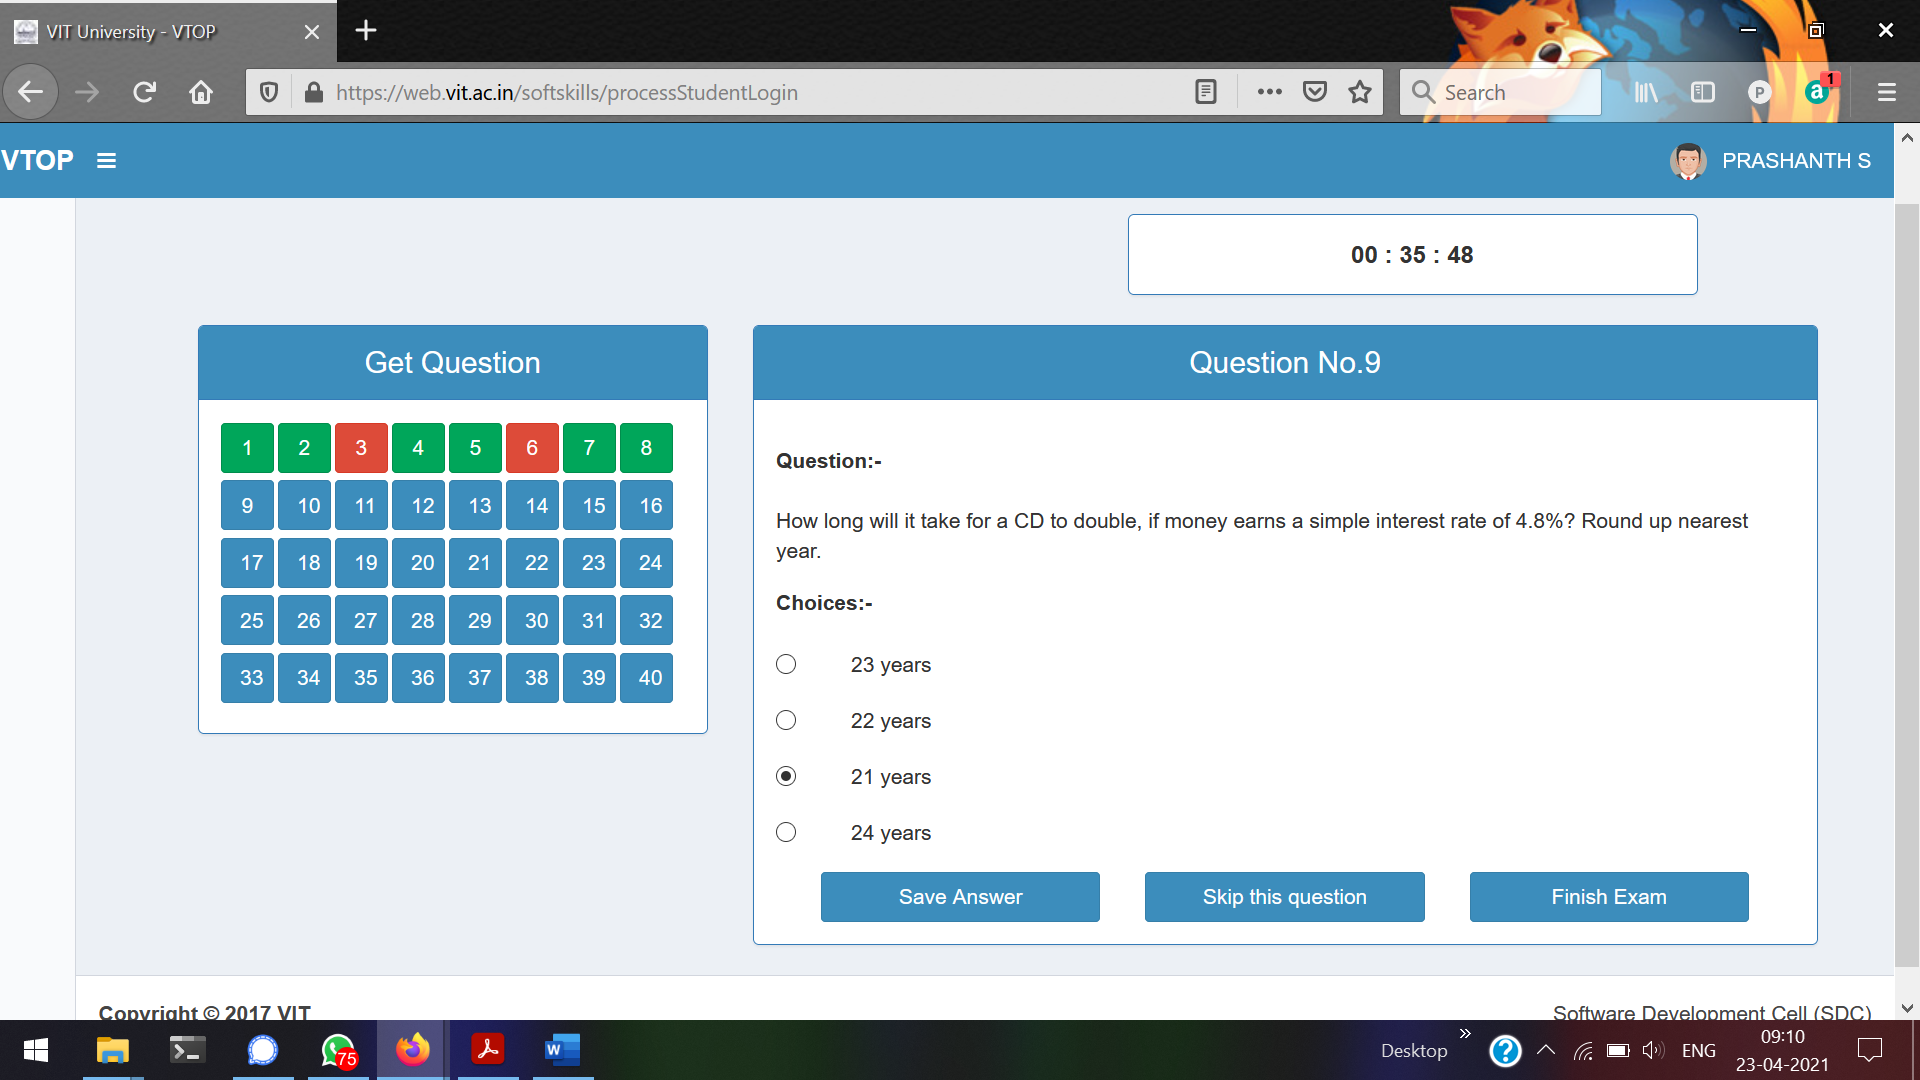 VIT University - VTOP
https://web.vit.ac.in/softskills/processStudentLogin
Search
P
a
1
VTOP
PRASHANTH S
00 : 35 : 48
Get Question
1 2 3 4 5 6 7 8
9 10 11 12 13 14 15 16
17 18 19 20 21 22 23 24
25 26 27 28 29 30 31 32
33 34 35 36 37 38 39 40
Question No.9
Question:-
How long will it take for a CD to double, if money earns a simple interest rate of 4.8%? Round up nearest
year.
Choices:-
23 years
22 years
21 years
24 years
Save Answer
Skip this question
Finish Exam
Copyright © 2017 VIT
Software Development Cell (SDC)
75
W
Desktop
»
?
ENG
09:10
23-04-2021